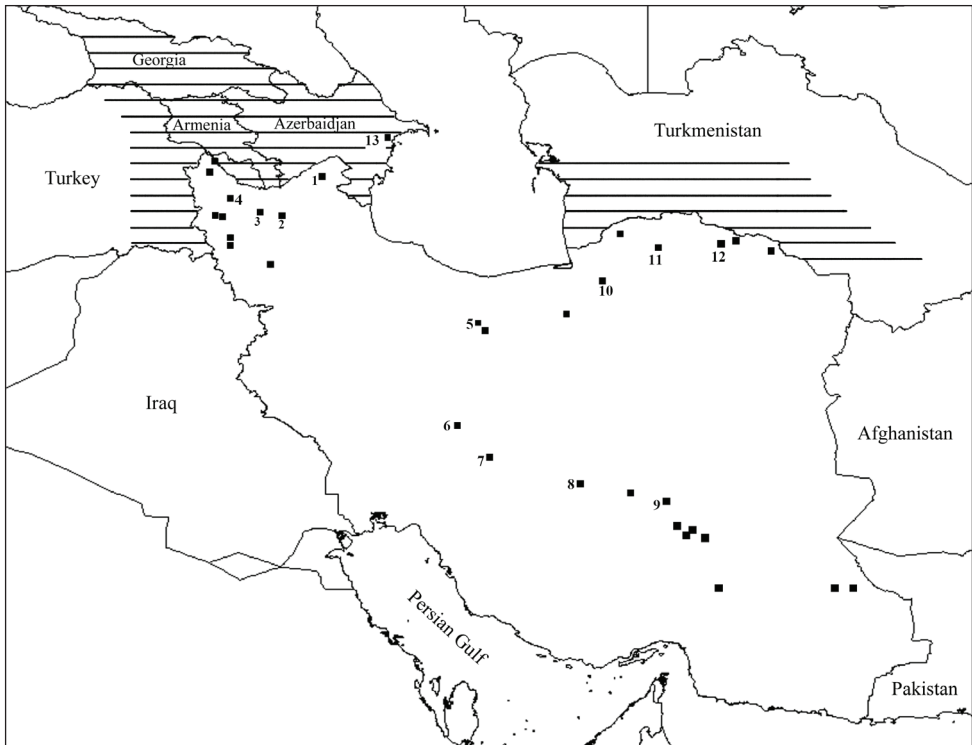 Georgia
Armenia
Azerbaidjan
Turkmenistan
13
Turkey
1
4
3
2
11
12
10
5
Iraq
6
Afghanistan
7
8
9
Persian Gulf
Pakistan